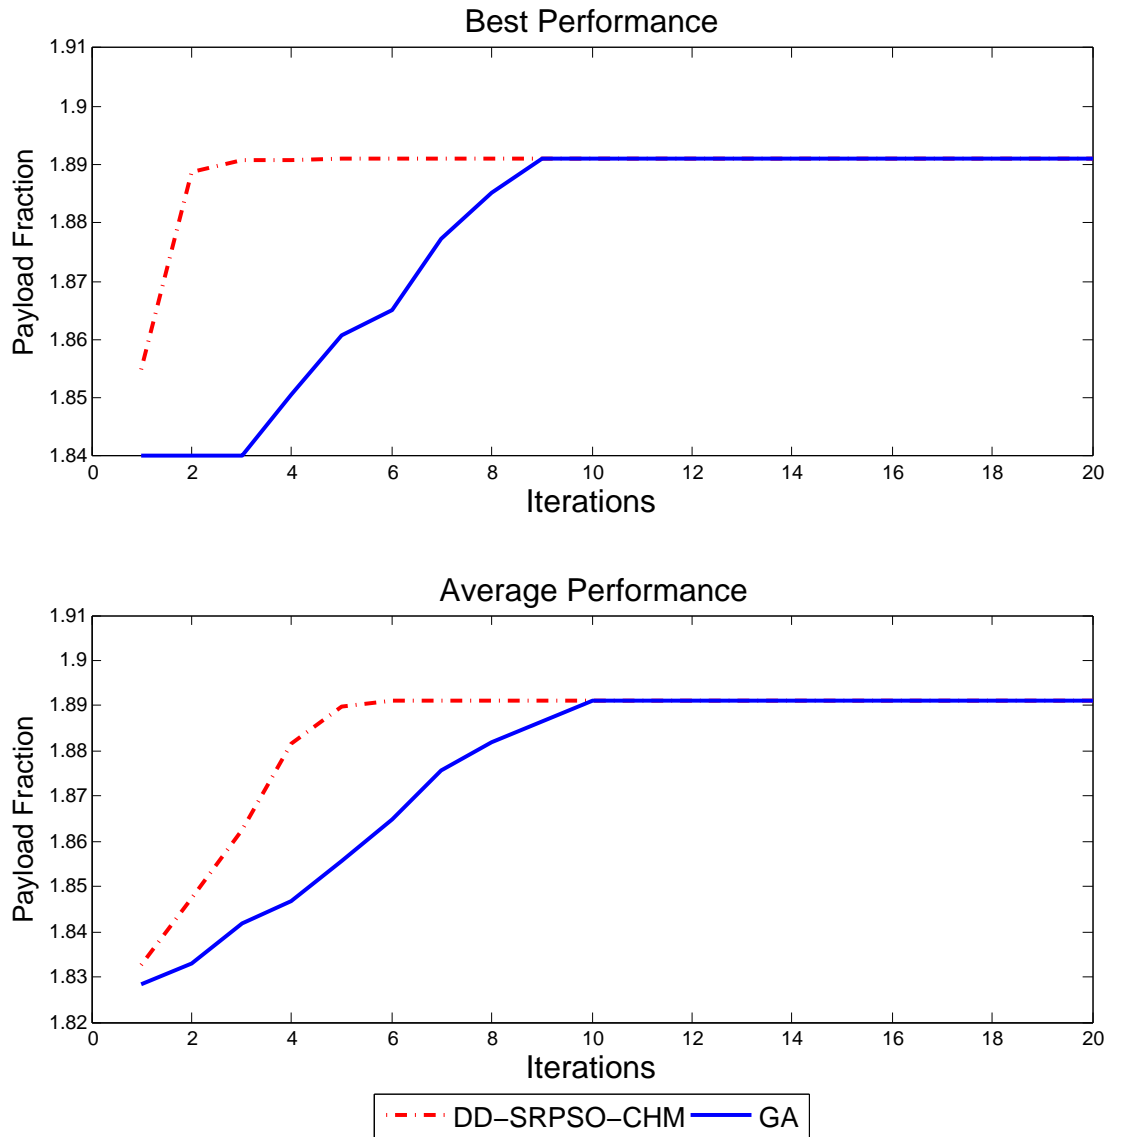 Best Performance
1.91
1.9
1.89
1.88
1.87
1.86
1.85
1.84
Payload Fraction
0 2 4 6 8 10 12 14 16 18 20
Iterations
Average Performance
1.91
1.9
1.89
1.88
1.87
1.86
1.85
1.84
1.83
1.82
Payload Fraction
0 2 4 6 8 10 12 14 16 18 20
Iterations
DD−SRPSO−CHM GA